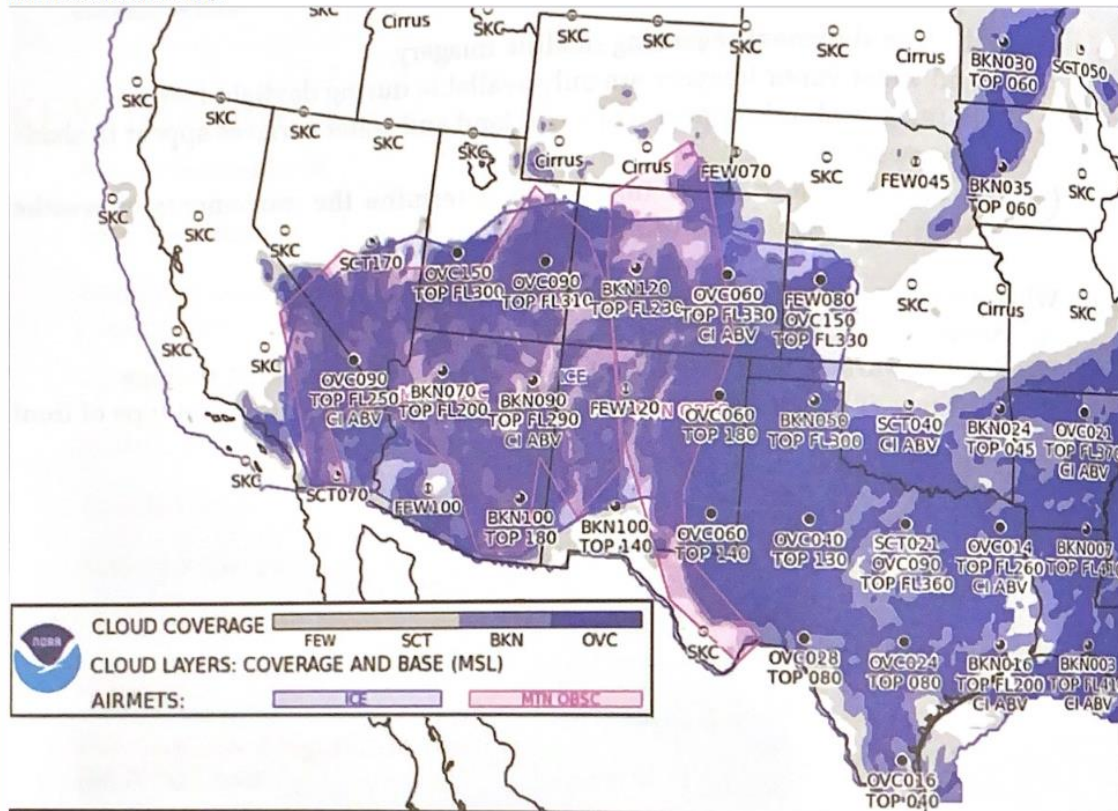 SKC
Cirrus
SKC
SKC
SKC
SKC
SKC
Cirrus
BKN030
TOP 060
SCT050
SKC
SKC
SKC
SKC
SKC
Cirrus
Cirrus
FEW070
SKC
FEW045
BKN035
TOP 060
SKC
SKC
SKC
SKC
SCT170
OVC150
TOP FL300
OVC090
TOP FL310
BKN120
TOP FL230
OVC060
TOP FL330
CI ABV
FEW080
OVC150
TOP FL330
SKC
Cirrus
SKC
SKC
SKC
OVC090
TOP FL250
CI ABV
BKN070
TOP FL200
BKN090
TOP FL290
CI ABV
ICE
FEW120
OVC060
TOP 180
BKN050
TOP FL300
SCT040
CI ABV
BKN024
TOP 045
OVC021
TOP FL370
CI ABV
SKC
SCT070
FEW100
BKN100
TOP 180
BKN100
TOP 140
OVC060
TOP 140
OVC040
TOP 130
SCT021
OVC090
TOP FL360
OVC014
TOP FL260
CI ABV
BKN007
SKC
OVC028
TOP 080
OVC024
TOP 080
BKN016
TOP FL200
CI ABV
BKN003
CI ABV
OVC016
TOP 040
noaa
CLOUD COVERAGE
FEW SCT BKN OVC
CLOUD LAYERS: COVERAGE AND BASE (MSL)
AIRMETS: ICE MTN OBSC